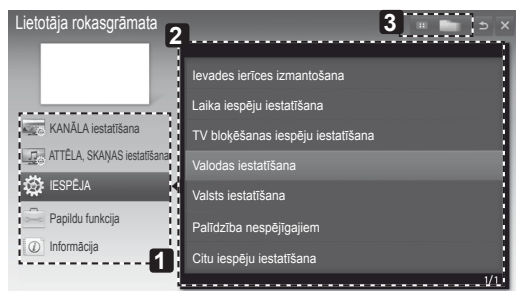 Lietotāja rokasgrāmata
2
3
KANĀLA iestatīšana
ATTĒLA, SKAŅAS iestatīšana
IESPĒJA
Papildu funkcija
Informācija
1
Ievades ierīces izmantošana
Laika iespēju iestatīšana
TV bloķēšanas iespēju iestatīšana
Valodas iestatīšana
Valsts iestatīšana
Palīdzība nespējīgajiem
Citu iespēju iestatīšana
1/1